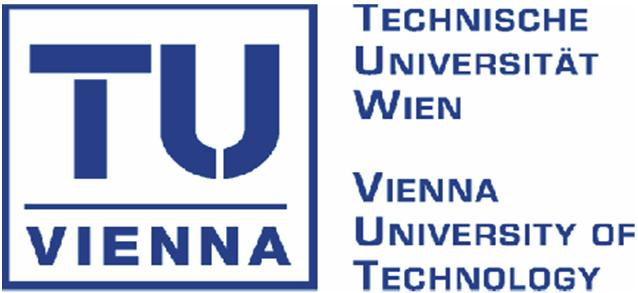 TU
VIENNA
TECHNISCHE
UNIVERSITÄT
WIEN
VIENNA
UNIVERSITY OF
TECHNOLOGY